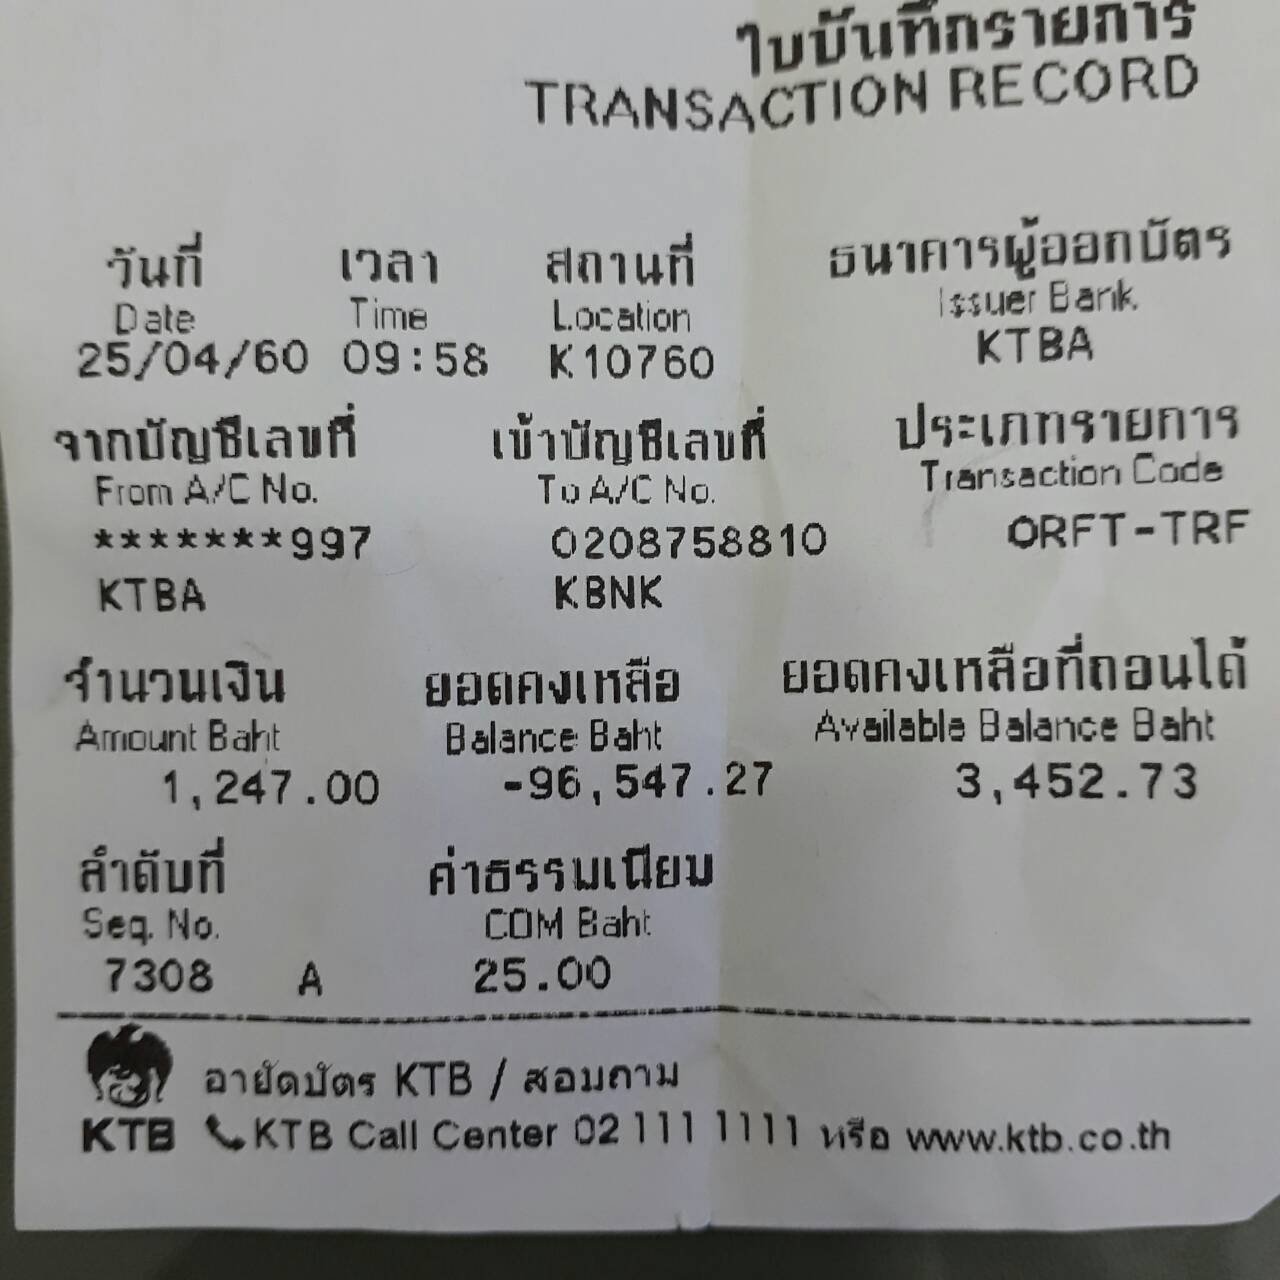 ใบบันทึกรายการ
TRANSACTION RECORD
วันที่ เวลา สถานที่ ธนาคารผู้ออกบัตร
Date Time Location Issuer Bank
25/04/60 09:58 K10760 KTBA
จากบัญชีเลขที่ เข้าบัญชีเลขที่ ประเภทรายการ
From A/C No. To A/C No. Transaction Code
*******997 0208758810 ORFT-TRF
KTBA KBNK
จำนวนเงิน ยอดคงเหลือ ยอดคงเหลือที่ถอนได้
Amount Baht Balance Baht Available Balance Baht
1,247.00 -96,547.27 3,452.73
ลำดับที่ ค่าธรรมเนียม
Seq. No. COM Baht
7308 A 25.00
อายัดบัตร KTB / สอบถาม
KTB KTB Call Center 02 111 1111 หรือ www.ktb.co.th